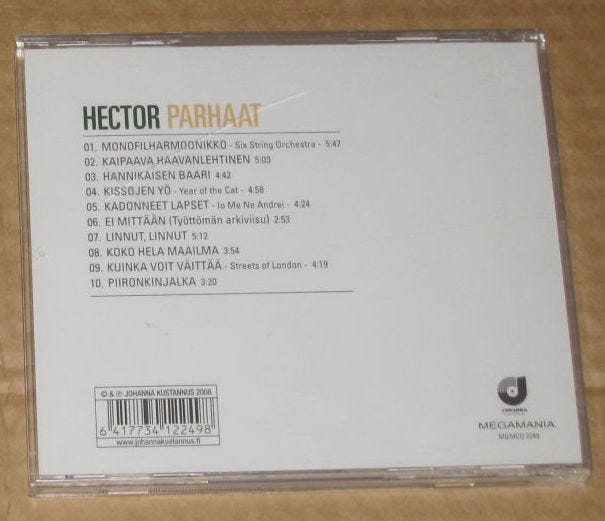 HECTOR PARHAAT
01. MONOFILHARMOONIKKO - Six String Orchestra - 5:47
02. KAIPAAVA HAAVANLEHTINEN 5:03
03. HANNIKAISEN BAARI 4:42
04. KISSOJEN YÖ - Year of the Cat - 4:58
05. KADONNEET LAPSET - Io Me Ne Andrei - 4:24
06. EI MITTÄÄN (Työttömän arkiviisu) 2:53
07. LINNUT, LINNUT 5:12
08. KOKO HELA MAAILMA 3:54
09. KUINKA VOIT VÄITTÄÄ - Streets of London - 4:19
10. PIIRONKINJALKA 3:20
© & ℗ JOHANNA KUSTANNUS 2008
6 417734 122498
www.johannakustannus.fi
JOHANNA
MEGAMANIA
MGMCD 2249